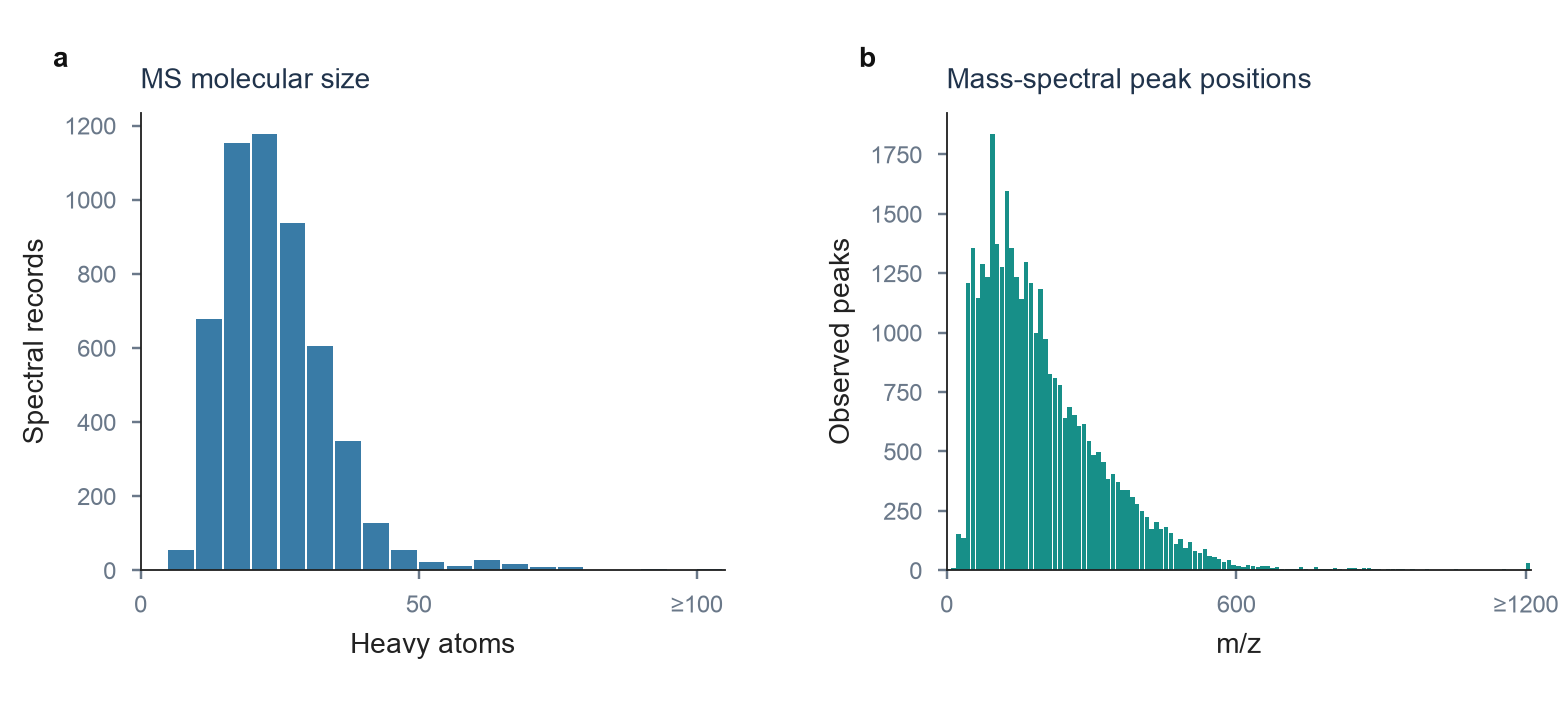 a
MS molecular size
1200
1000
800
600
400
200
0
Spectral records
0 50 ≥100
Heavy atoms
b
Mass-spectral peak positions
1750
1500
1250
1000
750
500
250
0
Observed peaks
0 600 ≥1200
m/z